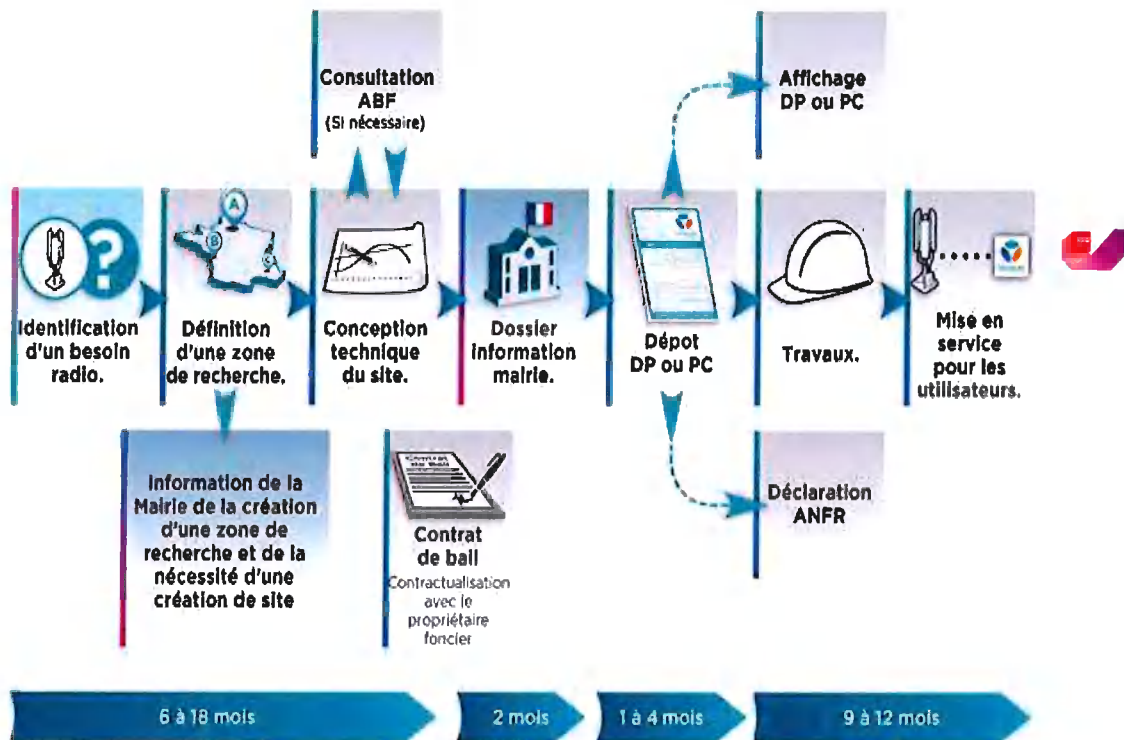 Consultation
ABF
(Si nécessaire)
Affichage
DP ou PC
A
B
C
Identification
d'un besoin
radio.
Définition
d'une zone
de recherche.
Conception
technique
du site.
Dossier
information
mairie.
Dépot
DP ou PC
Travaux.
Mise en
service
pour les
utilisateurs.
Information de la
Mairie de la création
d'une zone de
recherche et de la
nécessité d'une
création de site
Contrat
de Bail
Contrat
de bail
Contractualisation
avec le
propriétaire
foncier
Déclaration
ANFR
6 à 18 mois
2 mois
1 à 4 mois
9 à 12 mois